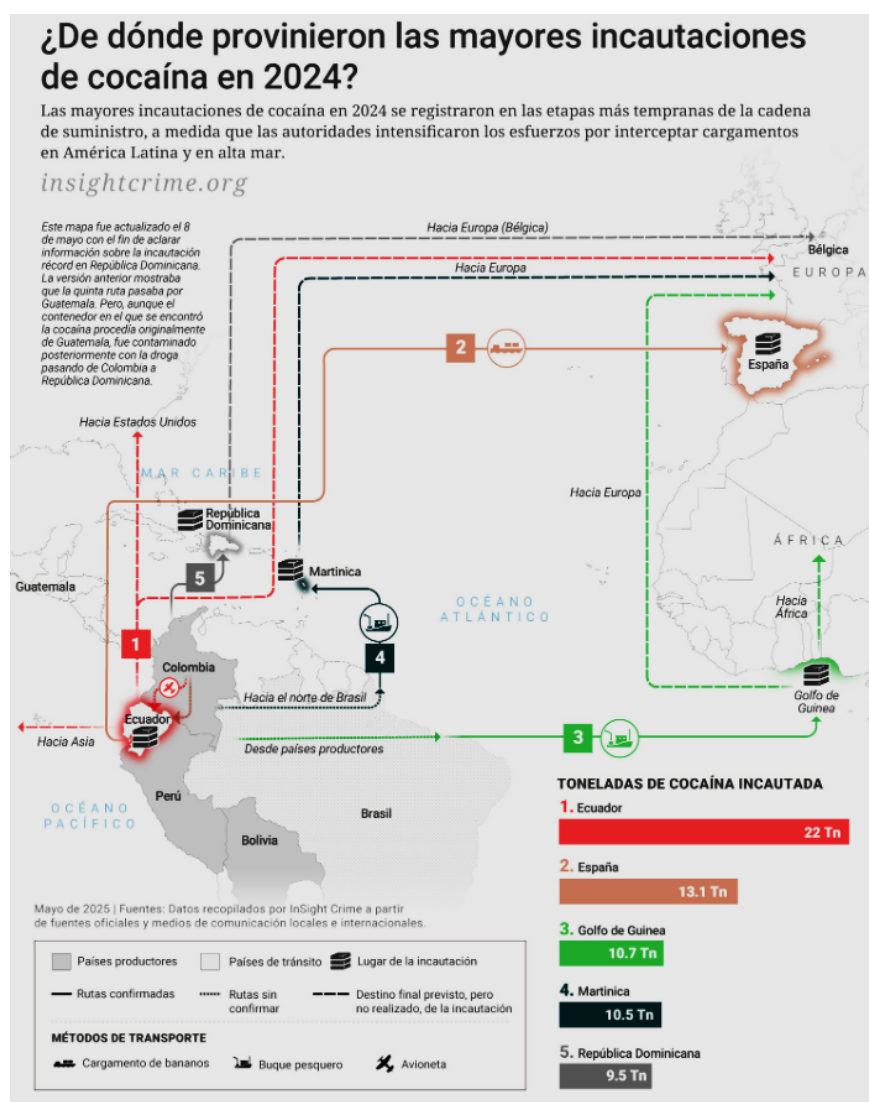 ¿De dónde provinieron las mayores incautaciones
de cocaína en 2024?
Las mayores incautaciones de cocaína en 2024 se registraron en las etapas más tempranas de la cadena
de suministro, a medida que las autoridades intensificaron los esfuerzos por interceptar cargamentos
en América Latina y en alta mar.
insightcrime.org
Este mapa fue actualizado el 8
de mayo con el fin de aclarar
información sobre la incautación
récord en República Dominicana.
La versión anterior mostraba
que la quinta ruta pasaba por
Guatemala. Pero, aunque el
contenedor en el que se encontró
la cocaína procedía originalmente
de Guatemala, fue contaminado
posteriormente con la droga
pasando de Colombia a
República Dominicana.
Hacia Europa (Bélgica)
Bélgica
Hacia Europa
EUROPA
2
España
Hacia Estados Unidos
MAR CARIBE
Hacia Europa
República
Dominicana
ÁFRICA
5
Martinica
Guatemala
OCÉANO
ATLÁNTICO
Hacia
África
1
4
Colombia
Hacia el norte de Brasil
Golfo de
Guinea
Ecuador
Hacia Asia
Desde países productores
3
Perú
OCÉANO
PACÍFICO
Brasil
Bolivia
TONELADAS DE COCAÍNA INCAUTADA
1. Ecuador
22 Tn
2. España
13.1 Tn
3. Golfo de Guinea
10.7 Tn
4. Martinica
10.5 Tn
5. República Dominicana
9.5 Tn
Mayo de 2025 | Fuentes: Datos recopilados por InSight Crime a partir
de fuentes oficiales y medios de comunicación locales e internacionales.
Países productores
Países de tránsito
Lugar de la incautación
Rutas confirmadas
Rutas sin
confirmar
Destino final previsto, pero
no realizado, de la incautación
MÉTODOS DE TRANSPORTE
Cargamento de bananos
Buque pesquero
Avioneta